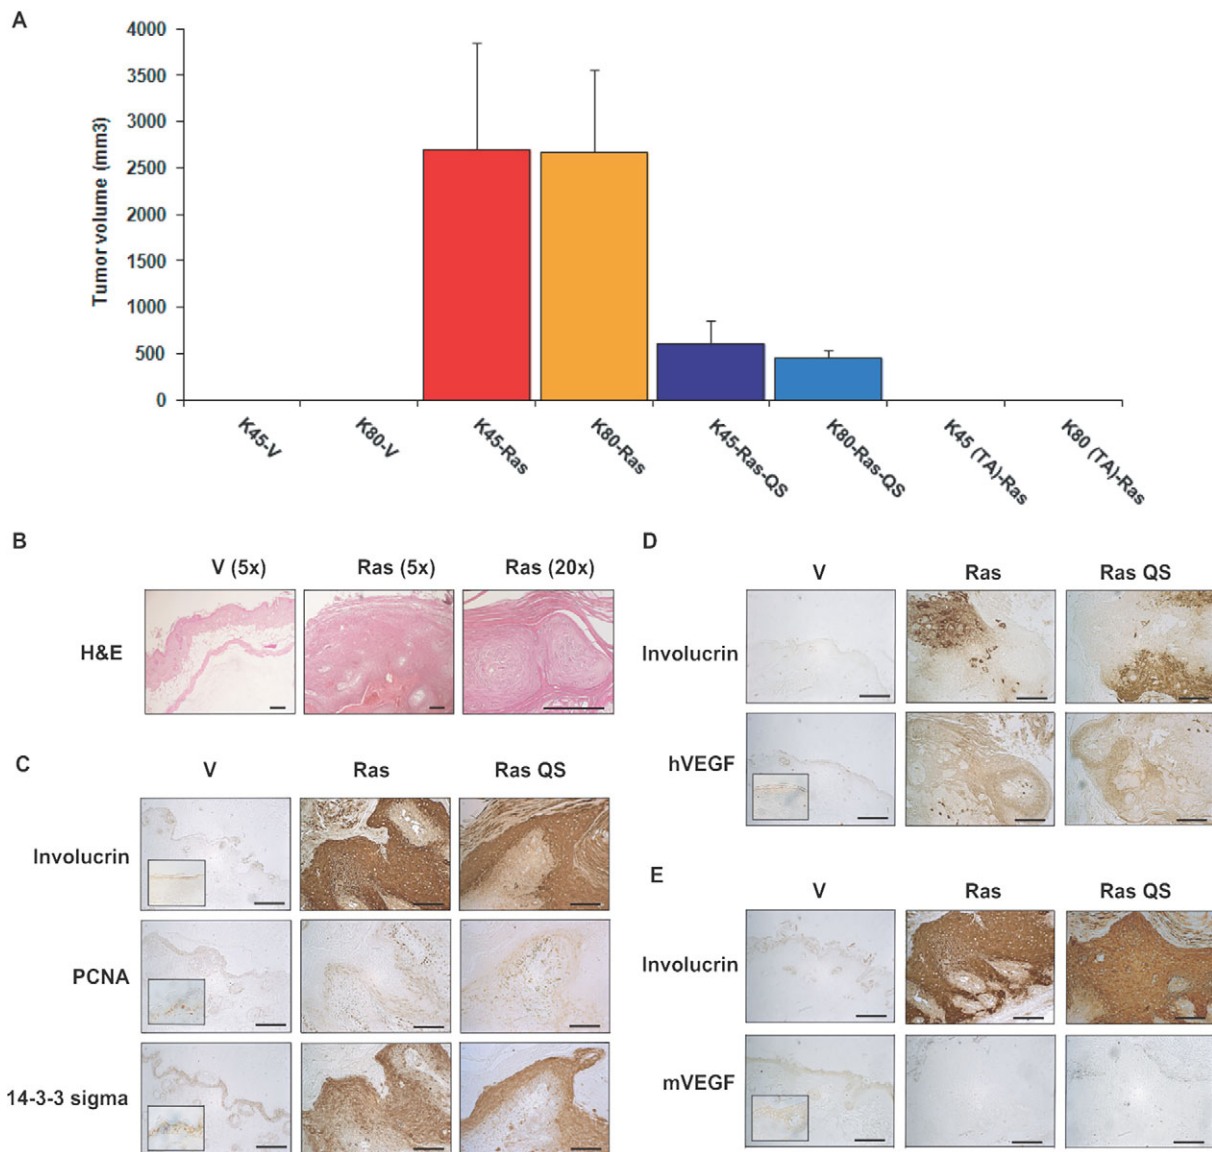 A
Tumor volume (mm3)
4000
3500
3000
2500
2000
1500
1000
500
0
K45-V
K80-V
K45-Ras
K80-Ras
K45-Ras-QS
K80-Ras-QS
K45 (TA)-Ras
K80 (TA)-Ras
B
V (5x) Ras (5x) Ras (20x)
H&E
C
V Ras Ras QS
Involucrin
PCNA
14-3-3 sigma
D
V Ras Ras QS
Involucrin
hVEGF
E
V Ras Ras QS
Involucrin
mVEGF